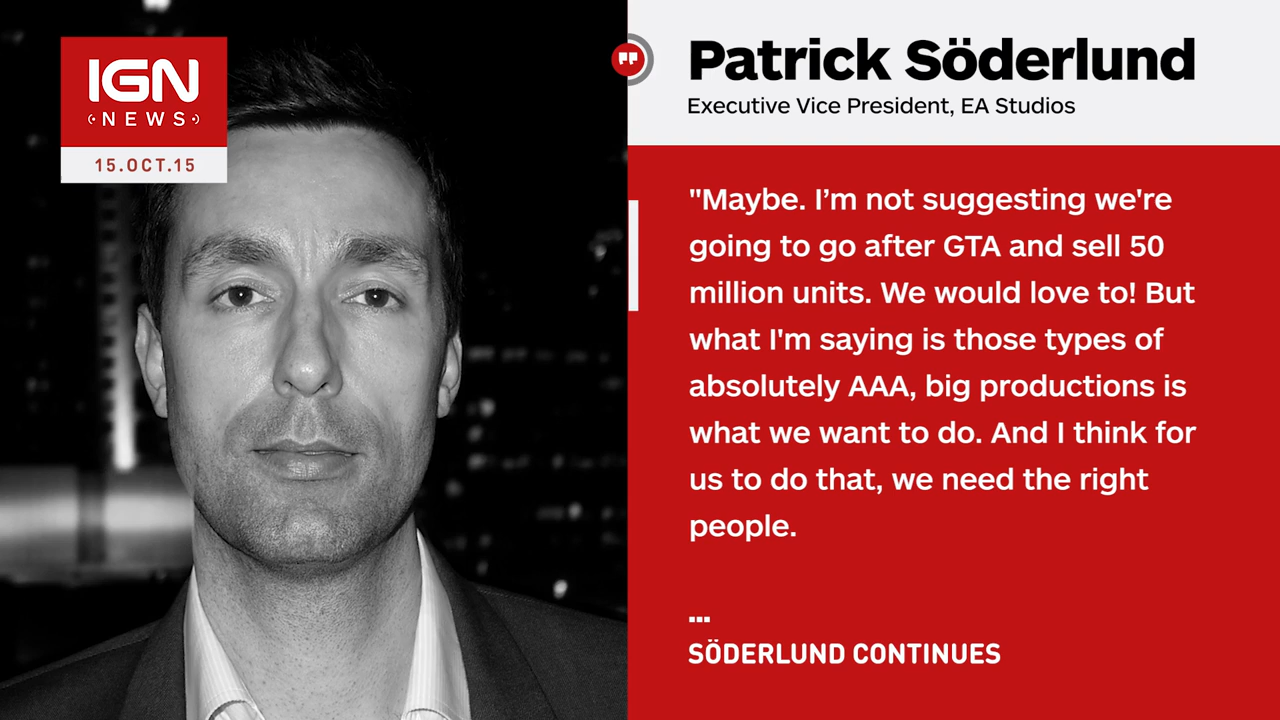 IGN
NEWS
15.OCT.15
Patrick Söderlund
Executive Vice President, EA Studios
"Maybe. I’m not suggesting we're
going to go after GTA and sell 50
million units. We would love to! But
what I'm saying is those types of
absolutely AAA, big productions is
what we want to do. And I think for
us to do that, we need the right
people.
...
SÖDERLUND CONTINUES